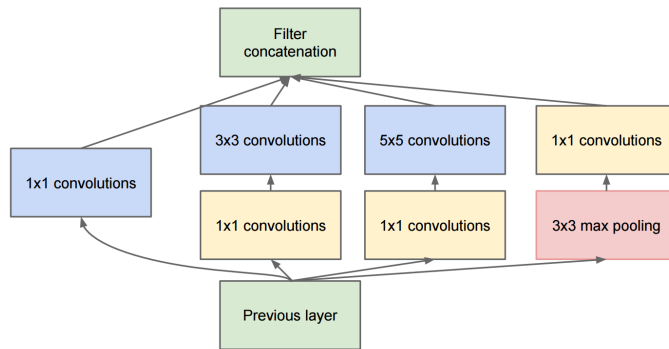 Filter
concatenation
3x3 convolutions
5x5 convolutions
1x1 convolutions
1x1 convolutions
1x1 convolutions
1x1 convolutions
3x3 max pooling
Previous layer